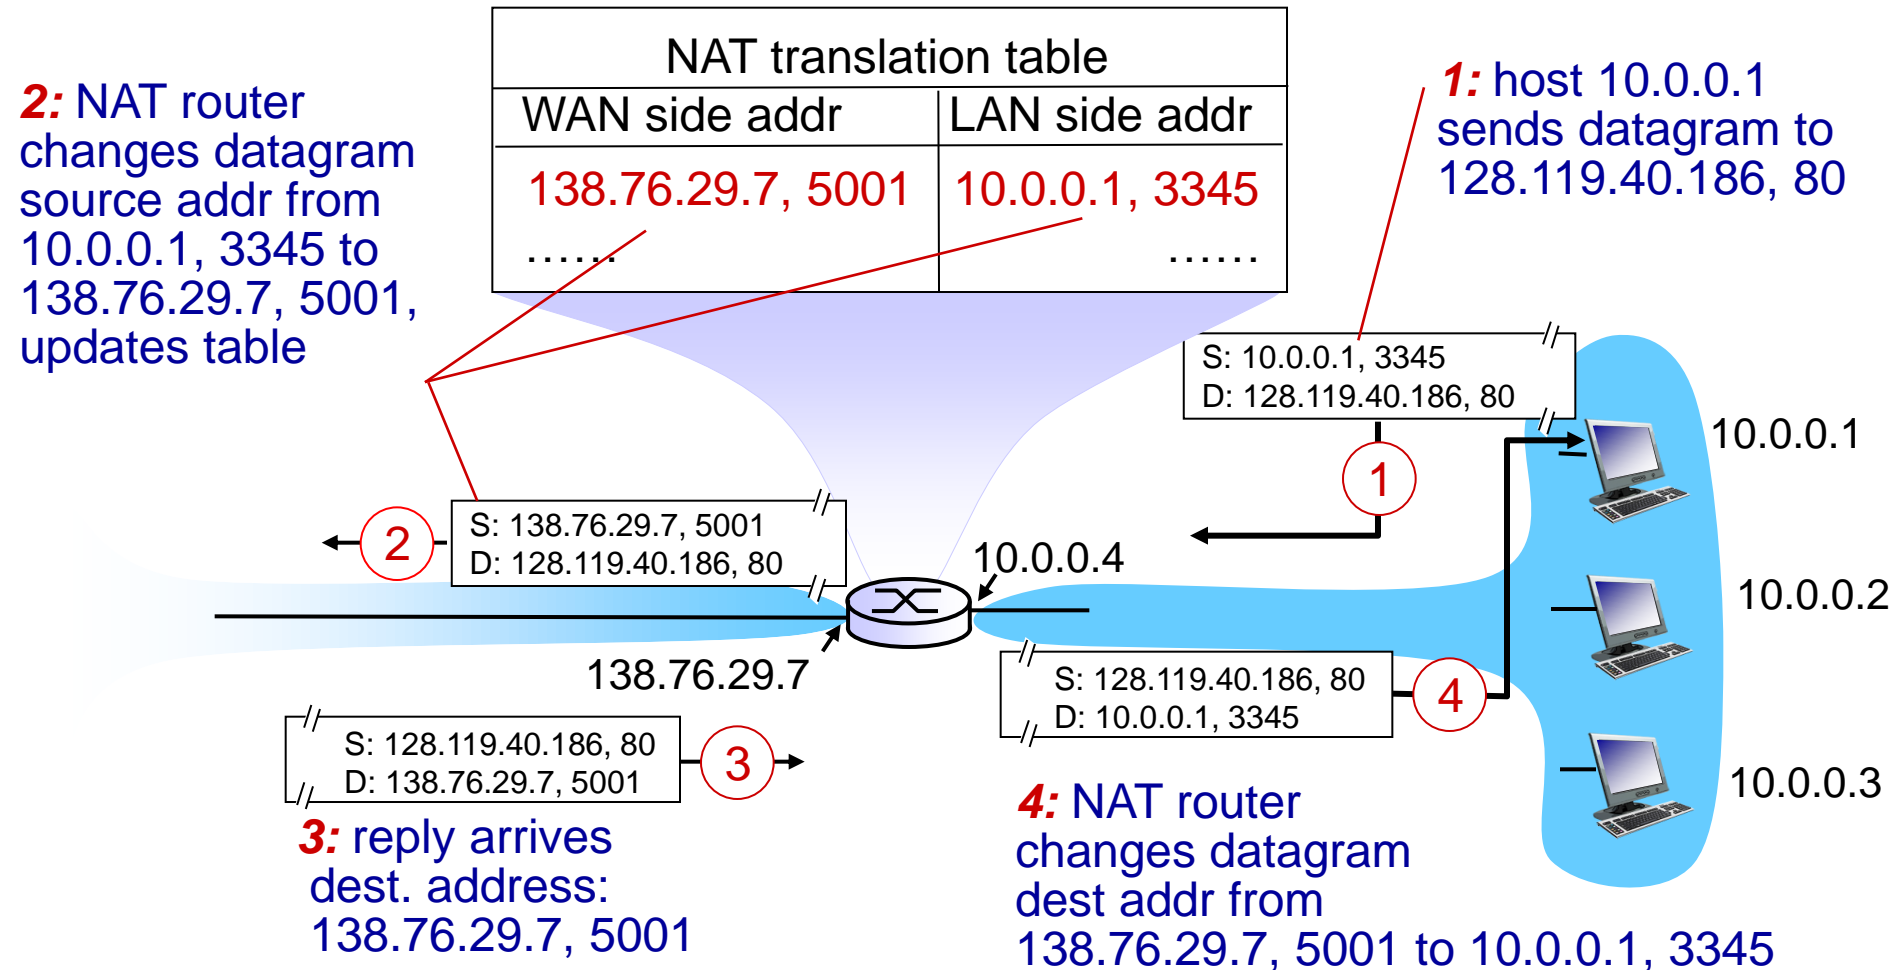 NAT translation table
WAN side addr
LAN side addr
138.76.29.7, 5001
10.0.0.1, 3345
......
......
2: NAT router
changes datagram
source addr from
10.0.0.1, 3345 to
138.76.29.7, 5001,
updates table
1: host 10.0.0.1
sends datagram to
128.119.40.186, 80
S: 10.0.0.1, 3345
D: 128.119.40.186, 80
1
10.0.0.1
2
S: 138.76.29.7, 5001
D: 128.119.40.186, 80
10.0.0.4
10.0.0.2
138.76.29.7
S: 128.119.40.186, 80
D: 10.0.0.1, 3345
4
S: 128.119.40.186, 80
D: 138.76.29.7, 5001
3
10.0.0.3
3: reply arrives
dest. address:
138.76.29.7, 5001
4: NAT router
changes datagram
dest addr from
138.76.29.7, 5001 to 10.0.0.1, 3345